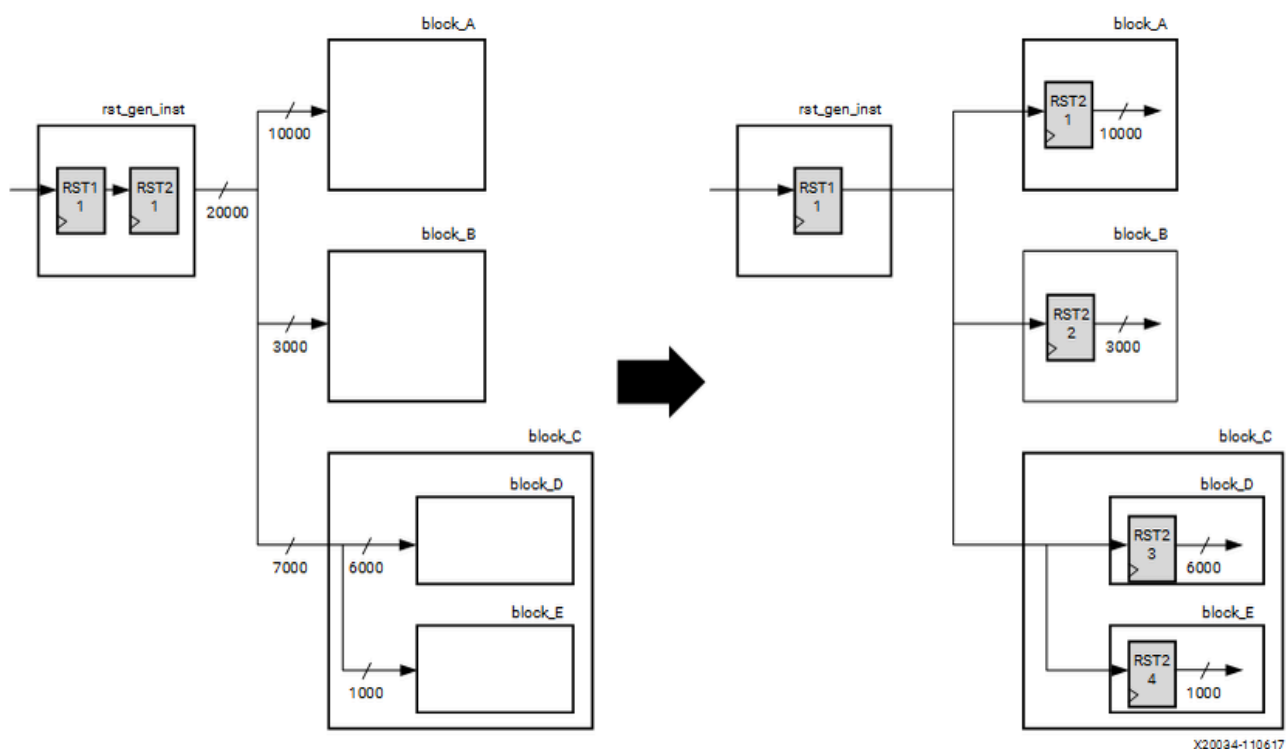 block_A
rst_gen_inst
10000
RST1
1
RST2
1
20000
block_B
3000
block_C
block_D
7000
6000
block_E
1000
block_A
rst_gen_inst
RST2
1
10000
RST1
1
block_B
RST2
2
3000
block_C
block_D
RST2
3
6000
block_E
RST2
4
1000
X20034-110617